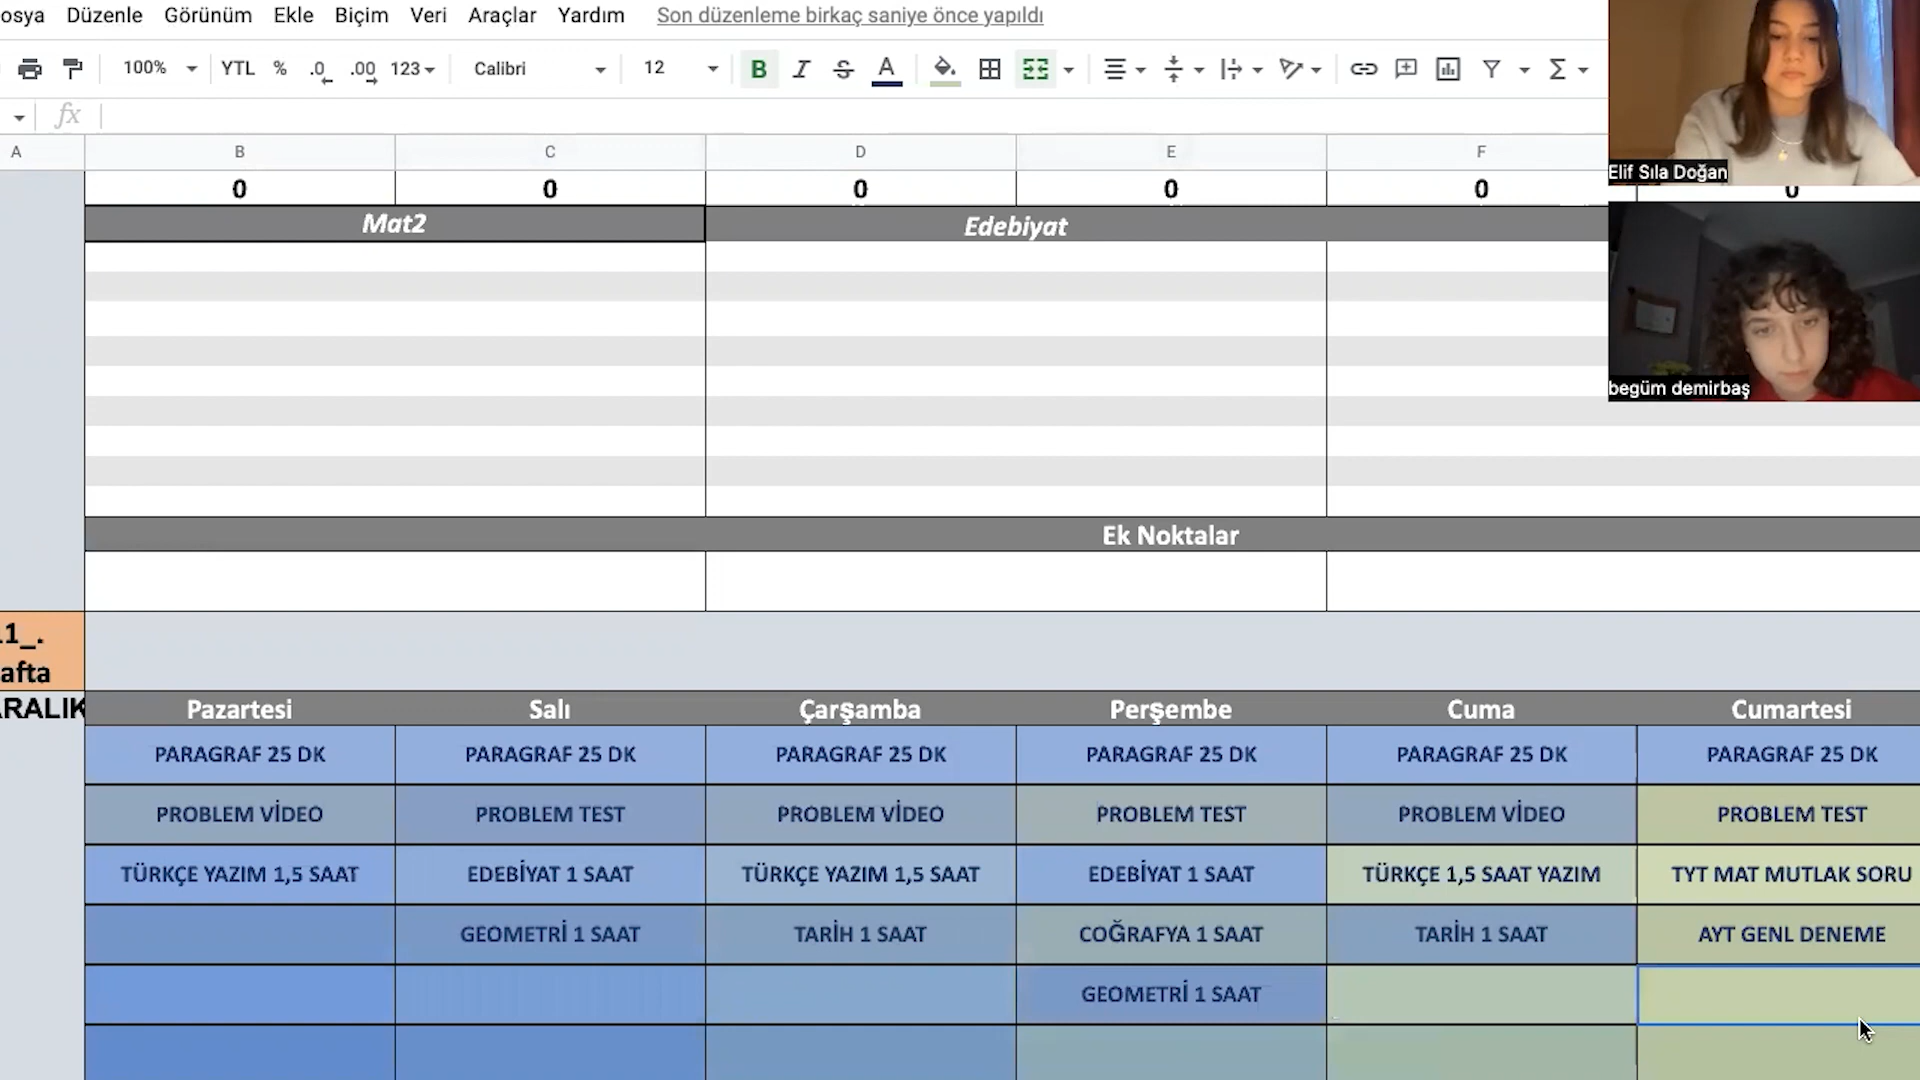 osya Düzenle Görünüm Ekle Biçim Veri Araçlar Yardım Son düzenleme birkaç saniye önce yapıldı
100% YTL % .0 .00 123 Calibri 12 B I S A Σ
fx
A B C D E F
0 0 0 0 0 0
Elif Sıla Doğan
Mat2 Edebiyat
begüm demirbaş
Ek Noktalar
11_.
afta
ARALIK Pazartesi Salı Çarşamba Perşembe Cuma Cumartesi
PARAGRAF 25 DK PARAGRAF 25 DK PARAGRAF 25 DK PARAGRAF 25 DK PARAGRAF 25 DK PARAGRAF 25 DK
PROBLEM VİDEO PROBLEM TEST PROBLEM VİDEO PROBLEM TEST PROBLEM VİDEO PROBLEM TEST
TÜRKÇE YAZIM 1,5 SAAT EDEBİYAT 1 SAAT TÜRKÇE YAZIM 1,5 SAAT EDEBİYAT 1 SAAT TÜRKÇE 1,5 SAAT YAZIM TYT MAT MUTLAK SORU
GEOMETRİ 1 SAAT TARİH 1 SAAT COĞRAFYA 1 SAAT TARİH 1 SAAT AYT GENL DENEME
GEOMETRİ 1 SAAT